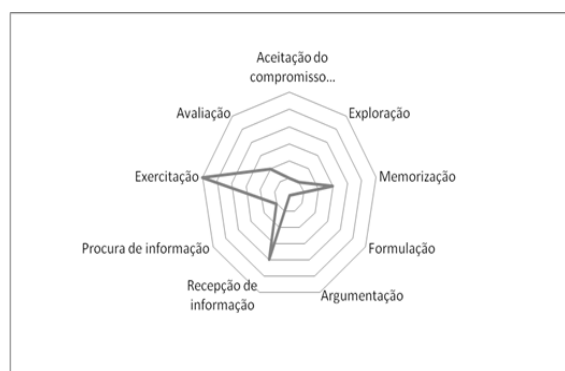 Aceitação do
compromisso...
Avaliação
Exploração
Exercitação
Memorização
Procura de informação
Formulação
Recepção de
informação
Argumentação